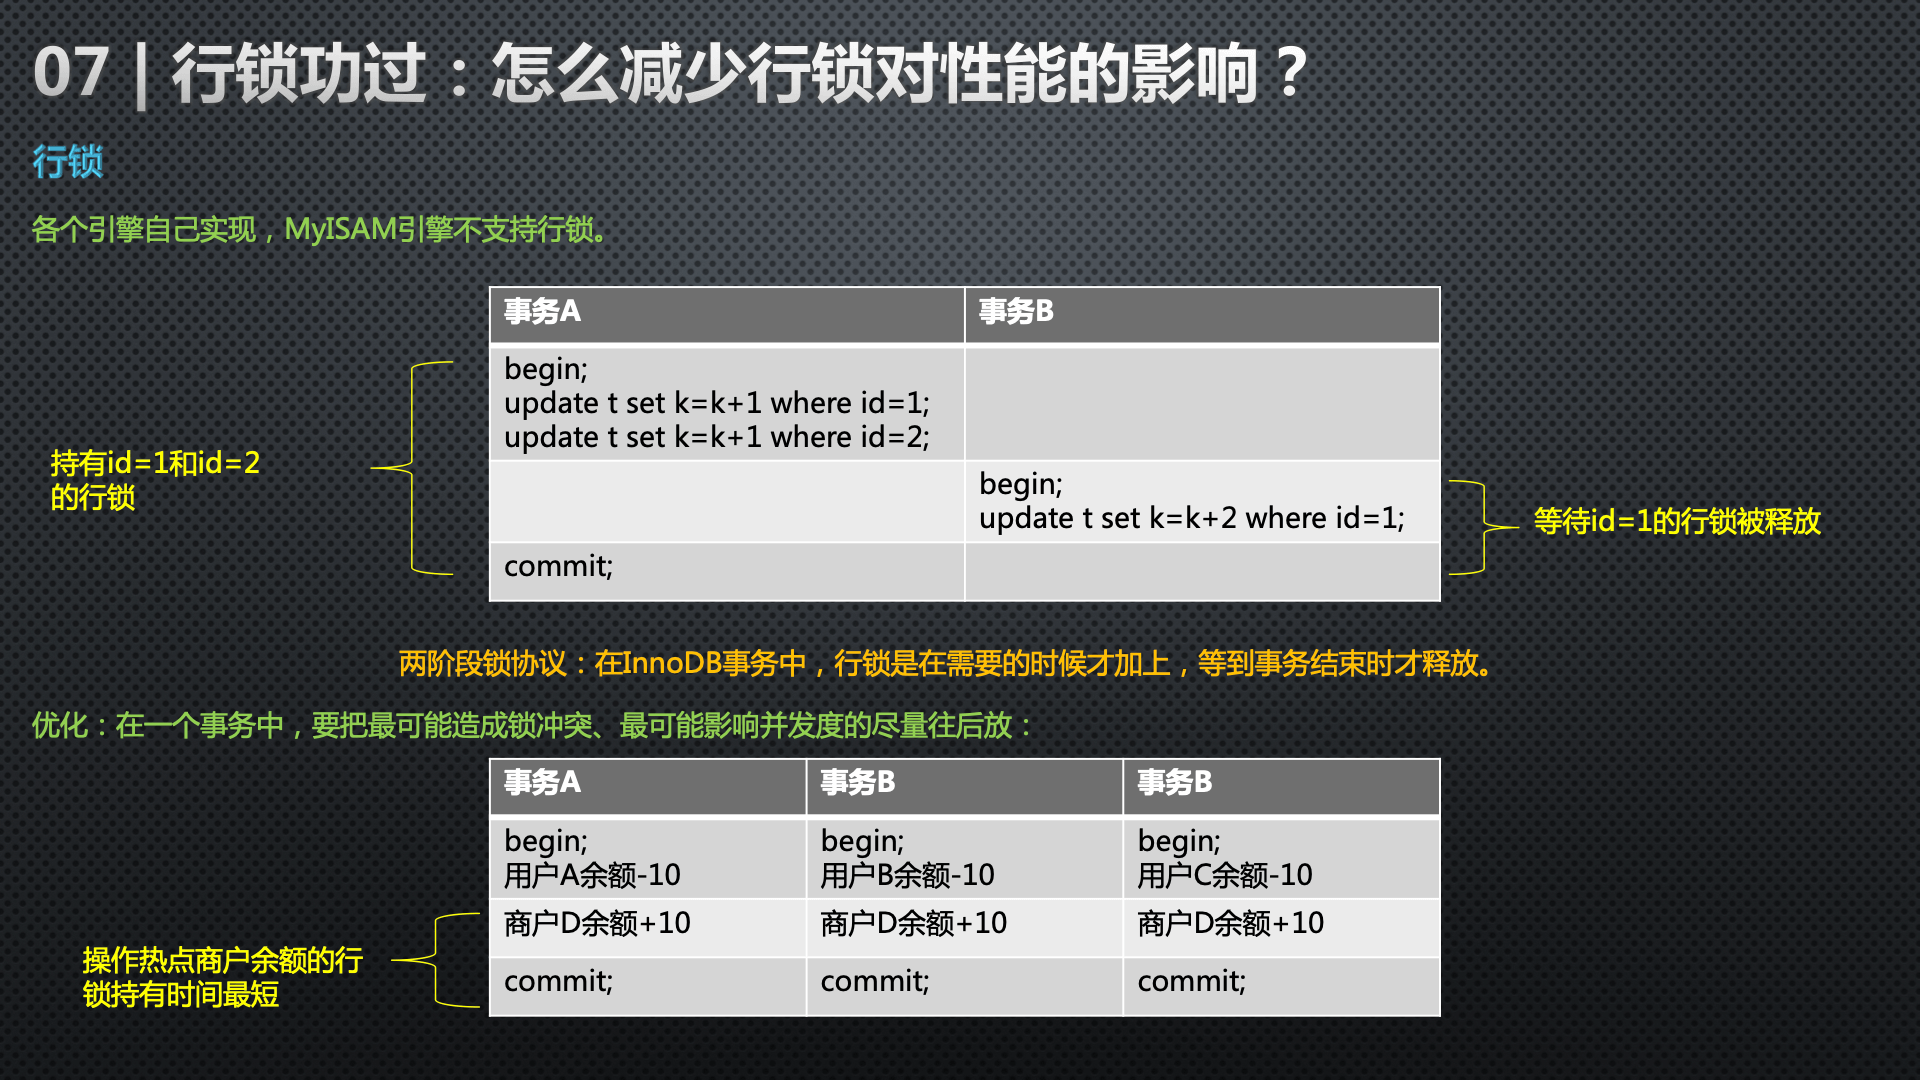 07 | 行锁功过：怎么减少行锁对性能的影响？
行锁
各个引擎自己实现，MyISAM引擎不支持行锁。
事务A 事务B
begin;
update t set k=k+1 where id=1;
update t set k=k+1 where id=2;
持有id=1和id=2
的行锁
begin;
update t set k=k+2 where id=1;
等待id=1的行锁被释放
commit;
两阶段锁协议：在InnoDB事务中，行锁是在需要的时候才加上，等到事务结束时才释放。
优化：在一个事务中，要把最可能造成锁冲突、最可能影响并发度的尽量往后放：
事务A 事务B 事务B
begin; begin; begin;
用户A余额-10 用户B余额-10 用户C余额-10
商户D余额+10 商户D余额+10 商户D余额+10
操作热点商户余额的行
锁持有时间最短
commit; commit; commit;